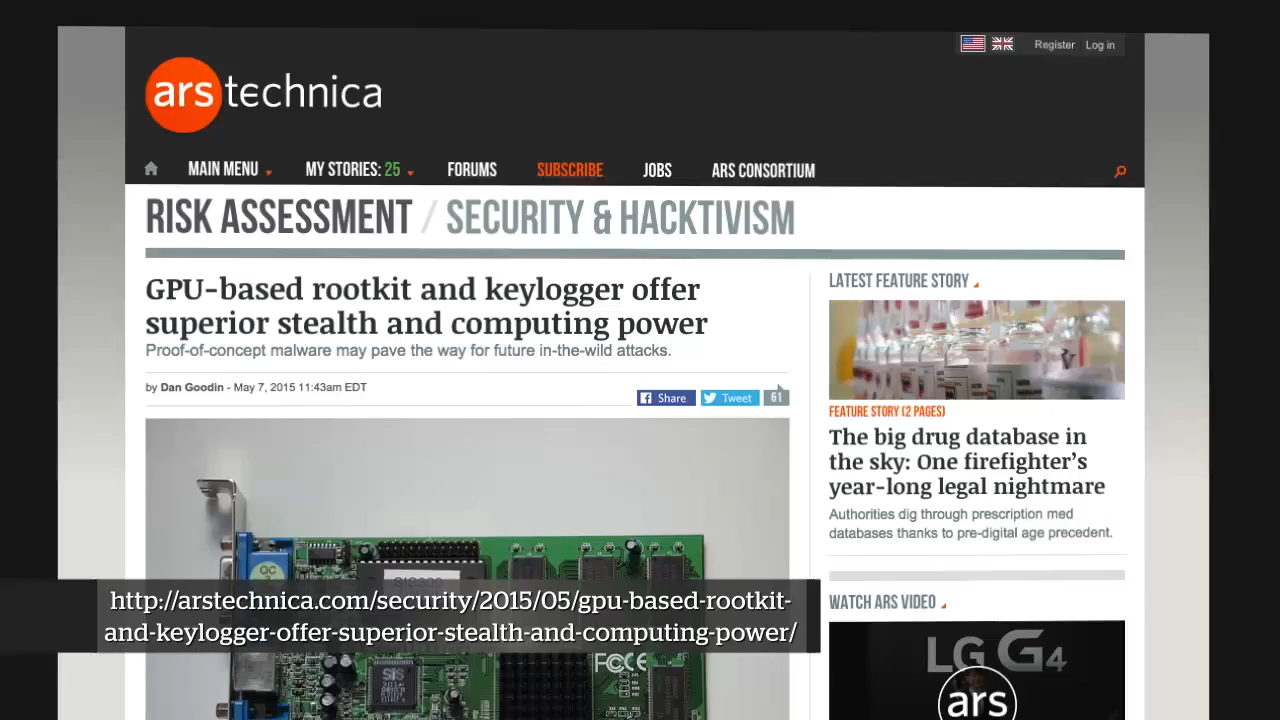 Register Log in
ars technica
MAIN MENU MY STORIES: 25 FORUMS SUBSCRIBE JOBS ARS CONSORTIUM
RISK ASSESSMENT / SECURITY & HACKTIVISM
GPU-based rootkit and keylogger offer
superior stealth and computing power
Proof-of-concept malware may pave the way for future in-the-wild attacks.
by Dan Goodin - May 7, 2015 11:43am EDT
Share Tweet 61
QC
SIS300
http://arstechnica.com/security/2015/05/gpu-based-rootkit-
and-keylogger-offer-superior-stealth-and-computing-power/
SIS
301
FCC
LATEST FEATURE STORY
FEATURE STORY (2 PAGES)
The big drug database in
the sky: One firefighter's
year-long legal nightmare
Authorities dig through prescription med
databases thanks to pre-digital age precedent.
WATCH ARS VIDEO
LG G4
ars